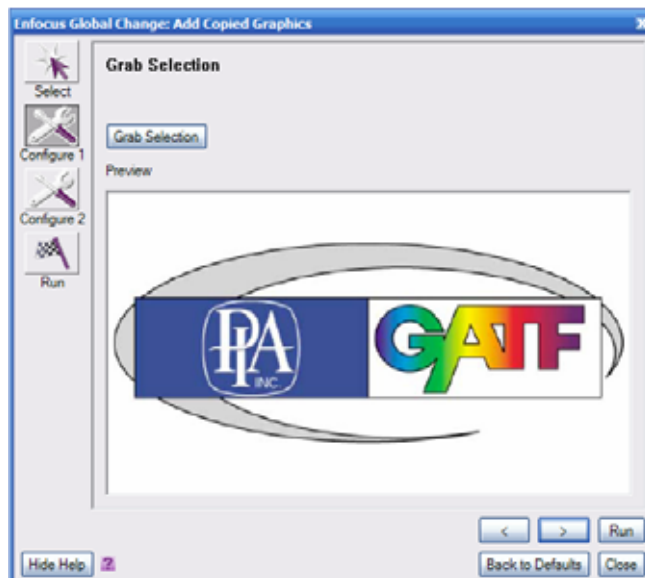 Enfocus Global Change: Add Copied Graphics
Select
Configure 1
Configure 2
Run
Grab Selection
Grab Selection
Preview
PIA
INC.
GATF
< > Run
Hide Help ? Back to Defaults Close